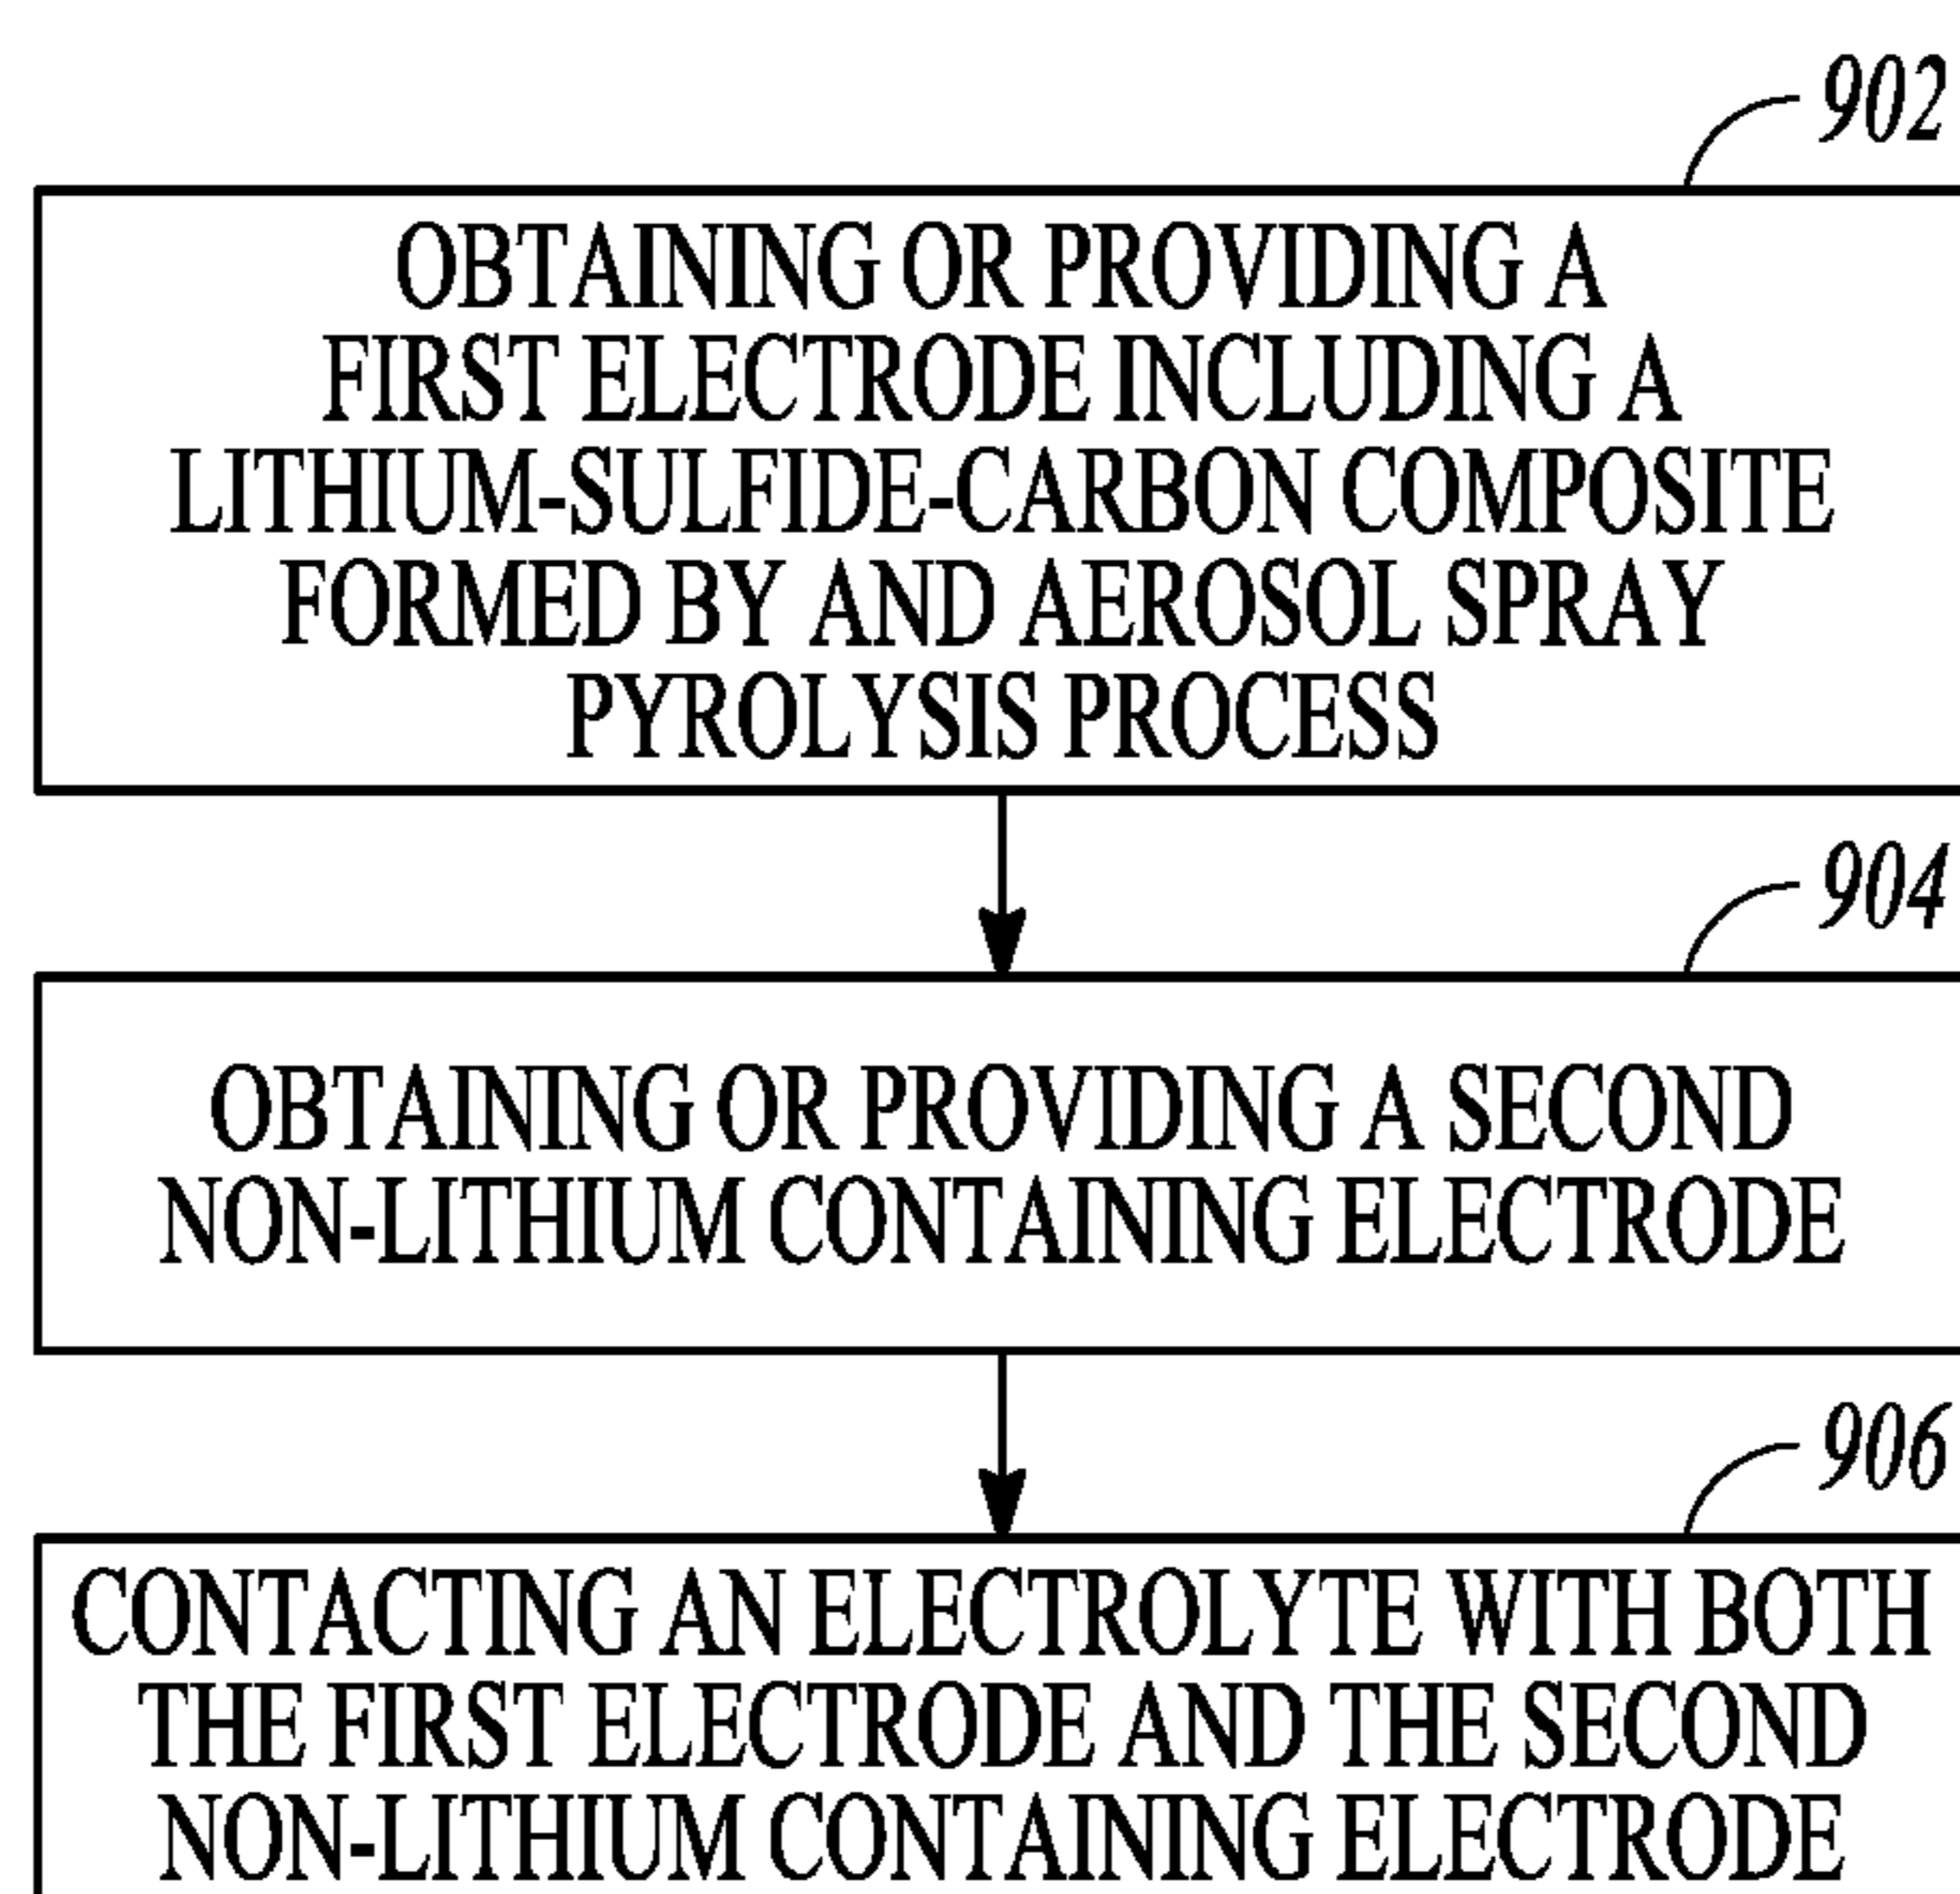 902
OBTAINING OR PROVIDING A
FIRST ELECTRODE INCLUDING A
LITHIUM-SULFIDE-CARBON COMPOSITE
FORMED BY AND AEROSOL SPRAY
PYROLYSIS PROCESS
904
OBTAINING OR PROVIDING A SECOND
NON-LITHIUM CONTAINING ELECTRODE
906
CONTACTING AN ELECTROLYTE WITH BOTH
THE FIRST ELECTRODE AND THE SECOND
NON-LITHIUM CONTAINING ELECTRODE